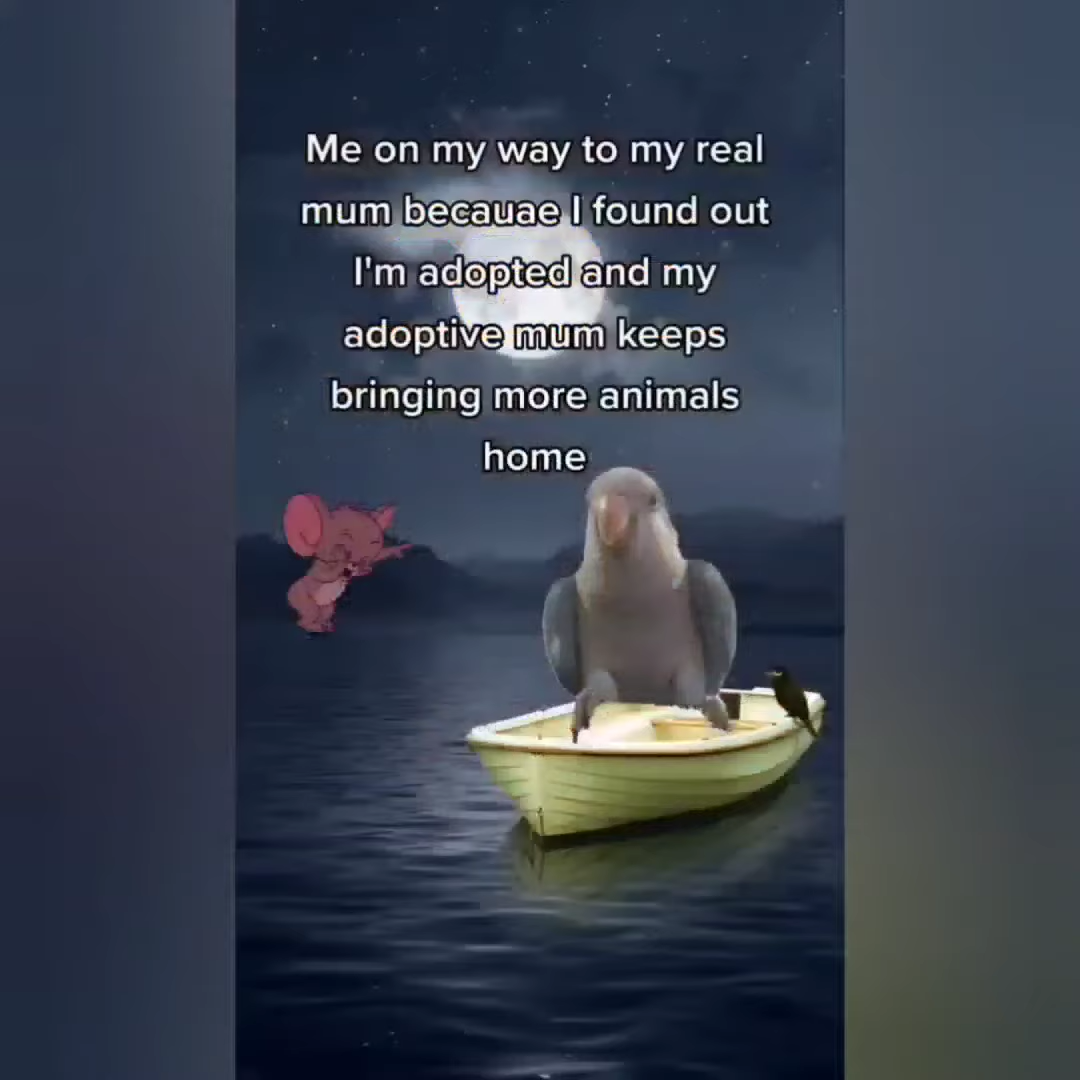 Me on my way to my real
mum becauae I found out
I'm adopted and my
adoptive mum keeps
bringing more animals
home